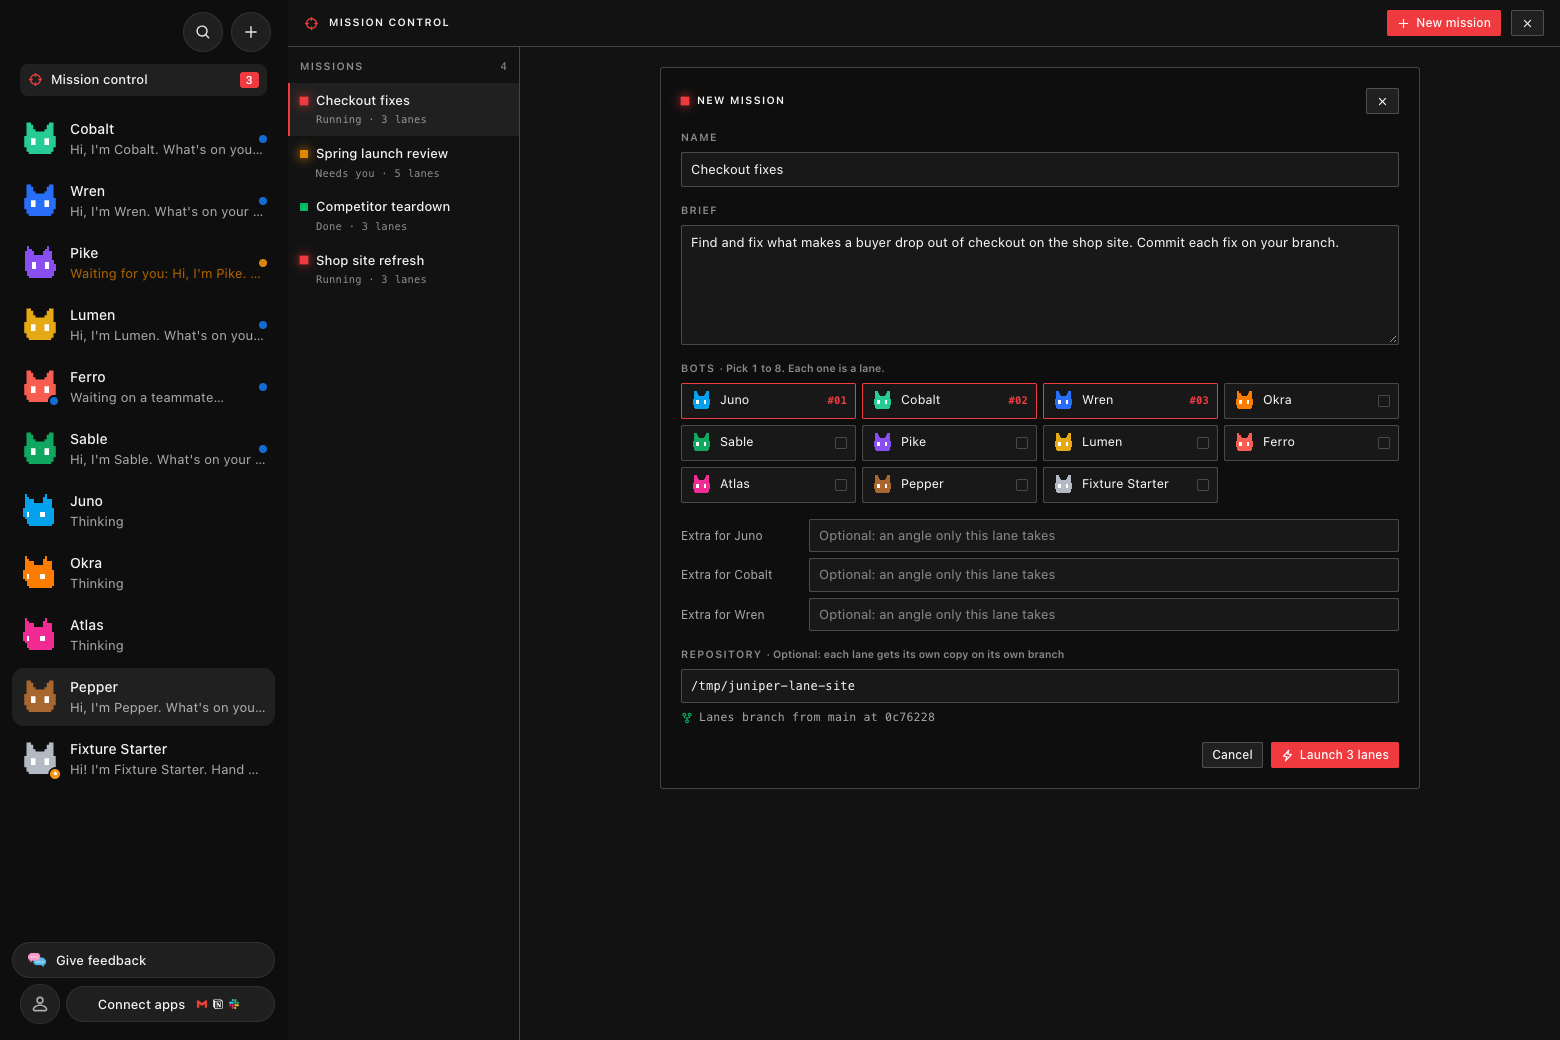 Mission control
3
Cobalt
Hi, I'm Cobalt. What's on you...
Wren
Hi, I'm Wren. What's on your ...
Pike
Waiting for you: Hi, I'm Pike. ...
Lumen
Hi, I'm Lumen. What's on you...
Ferro
Waiting on a teammate...
Sable
Hi, I'm Sable. What's on your ...
Juno
Thinking
Okra
Thinking
Atlas
Thinking
Pepper
Hi, I'm Pepper. What's on you...
Fixture Starter
Hi! I'm Fixture Starter. Hand ...
Give feedback
Connect apps
MISSION CONTROL
New mission
MISSIONS
4
Checkout fixes
Running · 3 lanes
Spring launch review
Needs you · 5 lanes
Competitor teardown
Done · 3 lanes
Shop site refresh
Running · 3 lanes
NEW MISSION
NAME
Checkout fixes
BRIEF
Find and fix what makes a buyer drop out of checkout on the shop site. Commit each fix on your branch.
BOTS · Pick 1 to 8. Each one is a lane.
Juno #01
Cobalt #02
Wren #03
Okra
Sable
Pike
Lumen
Ferro
Atlas
Pepper
Fixture Starter
Extra for Juno
Optional: an angle only this lane takes
Extra for Cobalt
Optional: an angle only this lane takes
Extra for Wren
Optional: an angle only this lane takes
REPOSITORY · Optional: each lane gets its own copy on its own branch
/tmp/juniper-lane-site
Lanes branch from main at 0c76228
Cancel
Launch 3 lanes